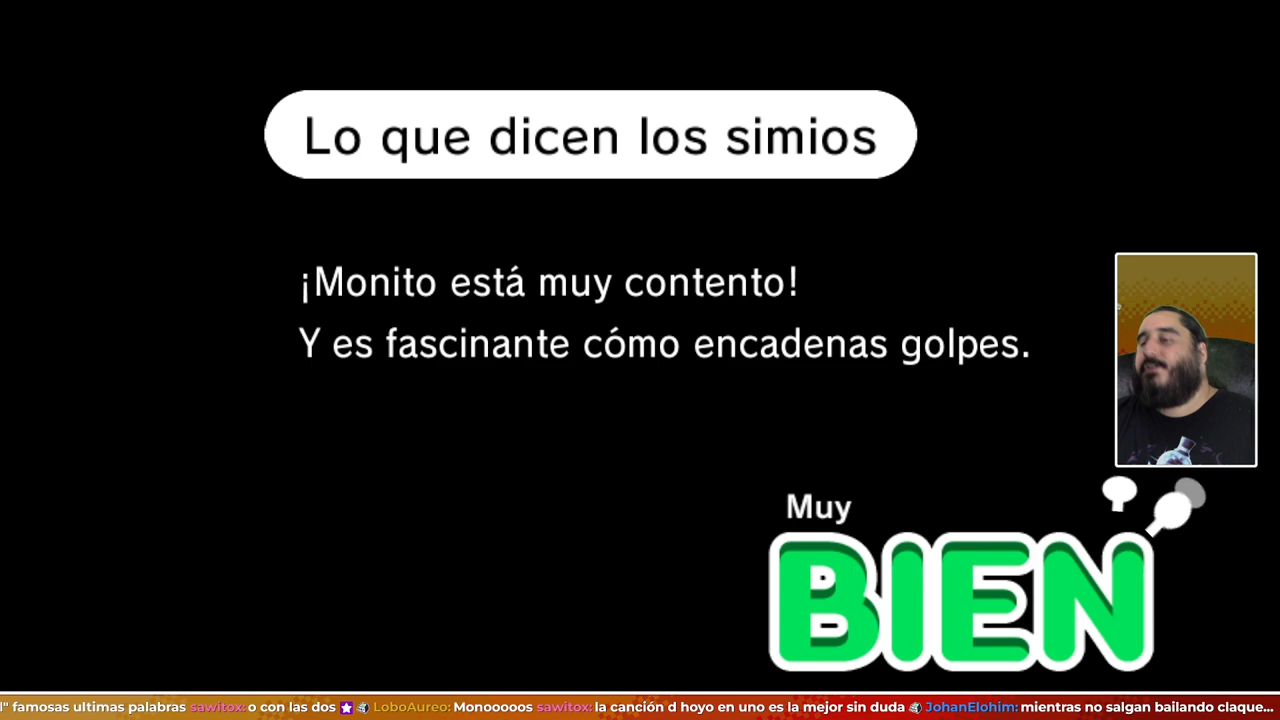 Lo que dicen los simios
¡Monito está muy contento!
Y es fascinante cómo encadenas golpes.
Muy
BIEN
l" famosas ultimas palabras sawitox: o con las dos LoboAureo: Monooooos sawitox: la canción d hoyo en uno es la mejor sin duda JohanElohim: mientras no salgan bailando claque...